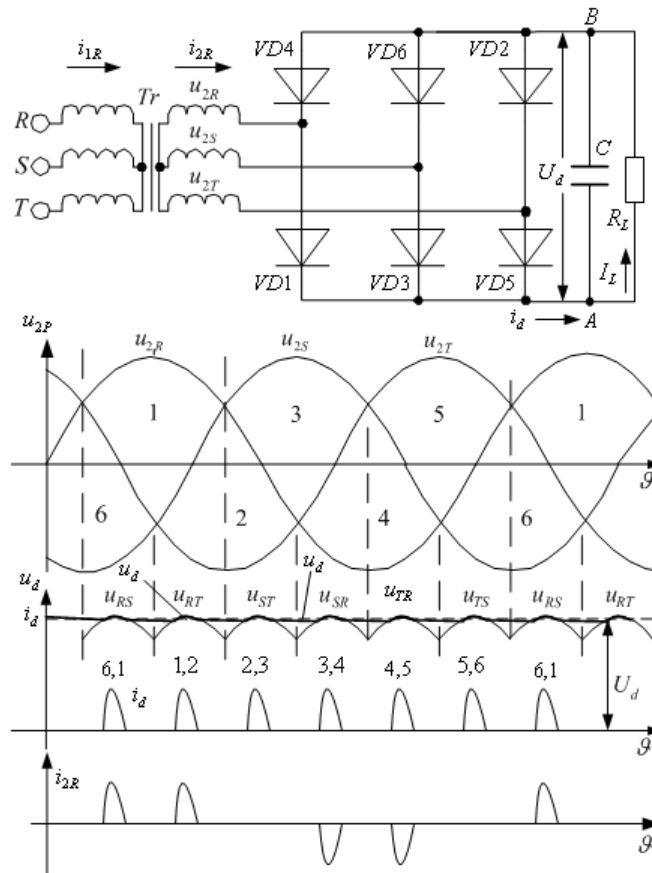 B
i1R i2R VD4 VD6 VD2
Tr u2R
R
u2S C
S Ud
u2T
T RL
VD1 VD3 VD5 IL
id A
u2P u2R u2S u2T
1 3 5 1
ϑ
6 2 4 6
ud ud ud
id uRS uRT uST uSR uTR uTS uRS uRT
6,1 1,2 2,3 3,4 4,5 5,6 6,1
id Ud
ϑ
i2R
ϑ